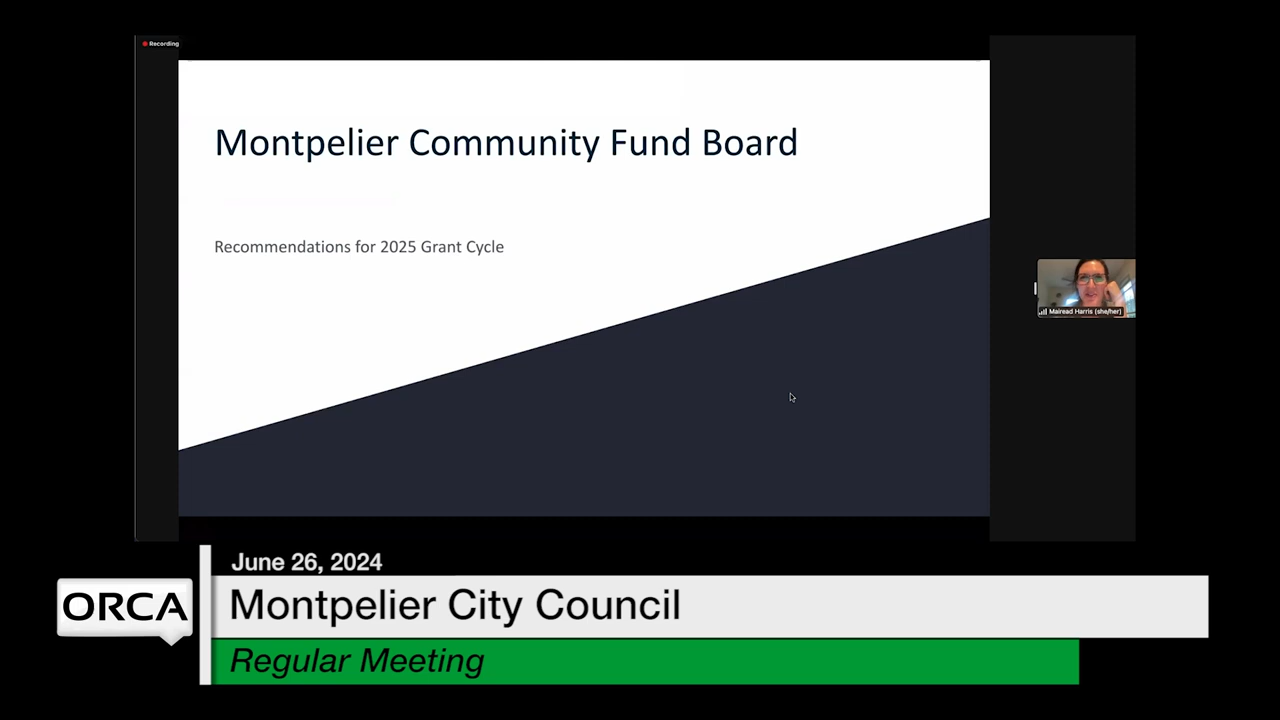 Recording
Montpelier Community Fund Board
Recommendations for 2025 Grant Cycle
Mairead Harris (she/her)
June 26, 2024
ORCA
Montpelier City Council
Regular Meeting